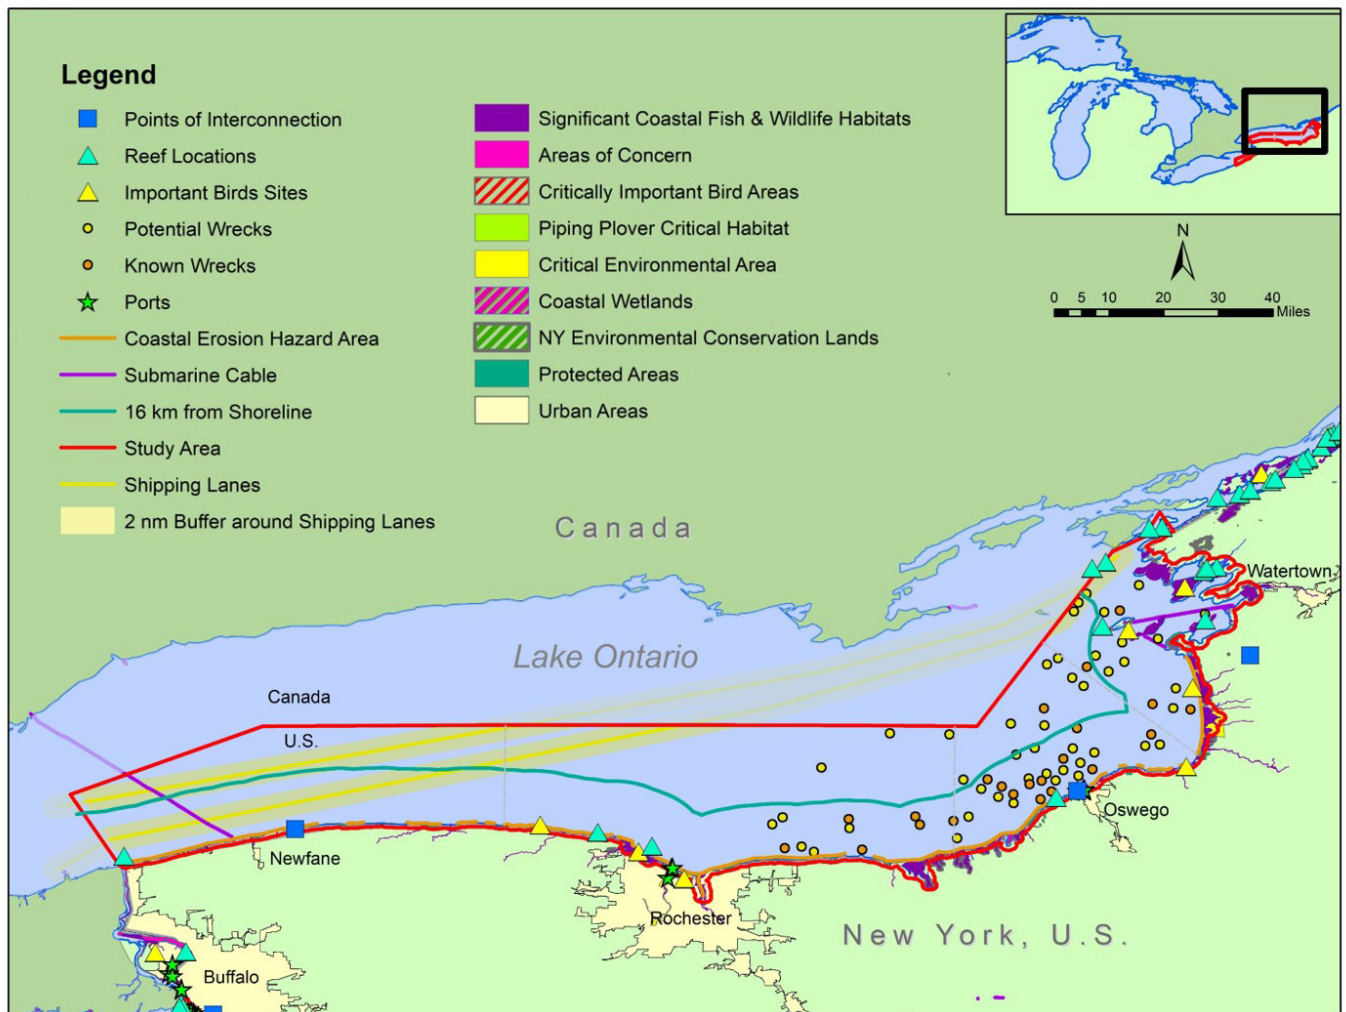 Legend
Points of Interconnection
Reef Locations
Important Birds Sites
Potential Wrecks
Known Wrecks
Ports
Coastal Erosion Hazard Area
Submarine Cable
16 km from Shoreline
Study Area
Shipping Lanes
2 nm Buffer around Shipping Lanes
Significant Coastal Fish & Wildlife Habitats
Areas of Concern
Critically Important Bird Areas
Piping Plover Critical Habitat
Critical Environmental Area
Coastal Wetlands
NY Environmental Conservation Lands
Protected Areas
Urban Areas
N
0 5 10 20 30 40
Miles
Canada
Watertown
Lake Ontario
Canada
U.S.
Oswego
Newfane
Rochester
New York, U.S.
Buffalo